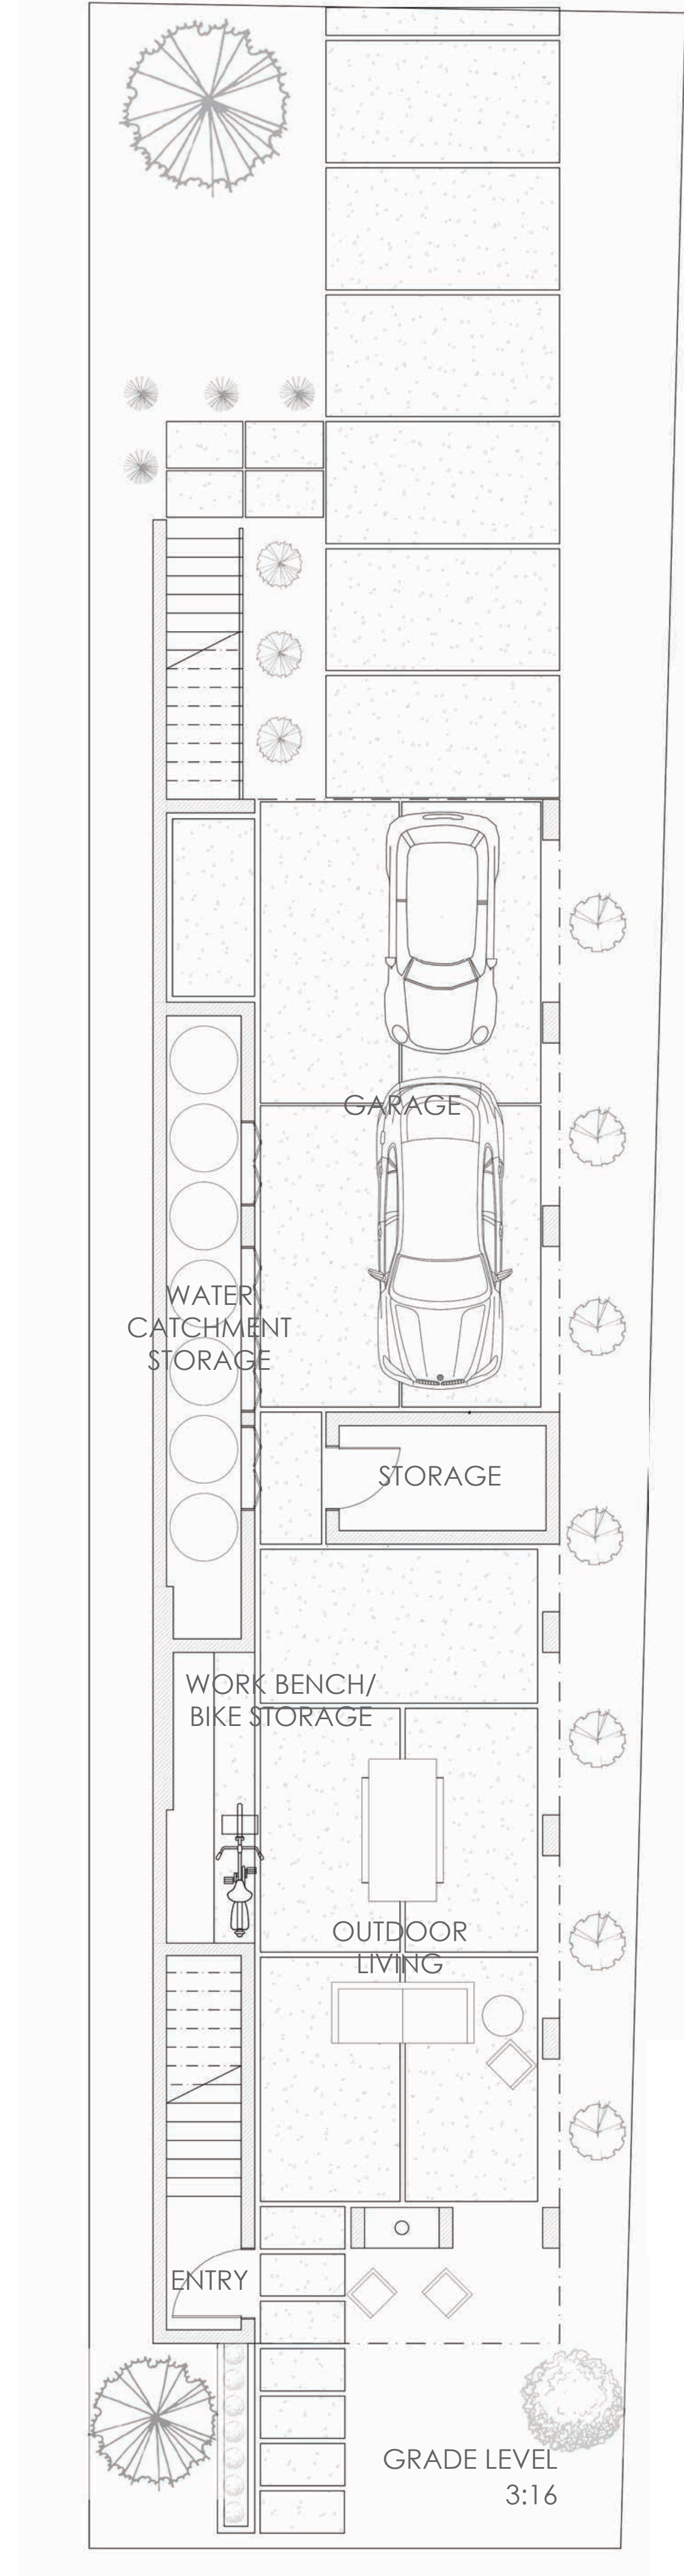 GARAGE
WATER
CATCHMENT
STORAGE
STORAGE
WORK BENCH/
BIKE STORAGE
OUTDOOR
LIVING
ENTRY
GRADE LEVEL
3:16